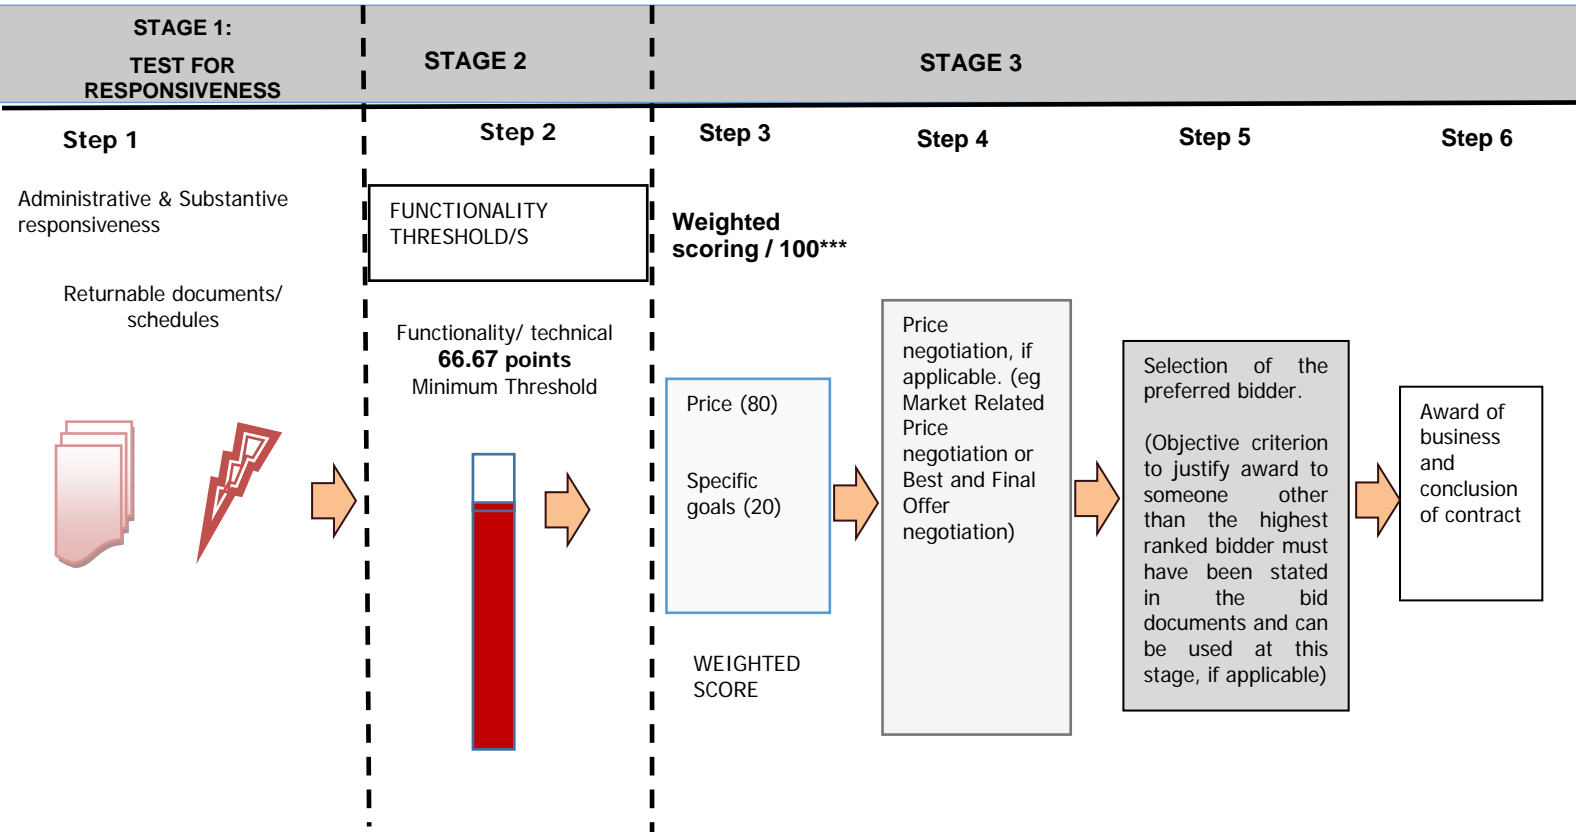 STAGE 1:
TEST FOR
RESPONSIVENESS
STAGE 2
STAGE 3
Step 1
Step 2
Step 3
Step 4
Step 5
Step 6
Administrative & Substantive
responsiveness
Returnable documents/
schedules
FUNCTIONALITY
THRESHOLD/S
Functionality/ technical
66.67 points
Minimum Threshold
Weighted
scoring / 100***
Price (80)
Specific
goals (20)
WEIGHTED
SCORE
Price
negotiation, if
applicable. (eg
Market Related
Price
negotiation or
Best and Final
Offer
negotiation)
Selection of the
preferred bidder.
(Objective criterion
to justify award to
someone other
than the highest
ranked bidder must
have been stated
in the bid
documents and can
be used at this
stage, if applicable)
Award of
business
and
conclusion
of contract